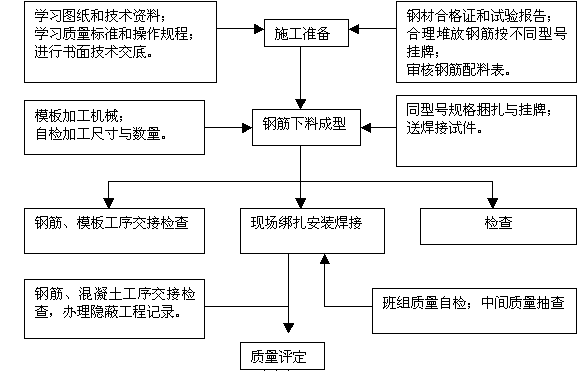 学习图纸和技术资料；
学习质量标准和操作规程；
进行书面技术交底。
施工准备
钢材合格证和试验报告；
合理堆放钢筋按不同型号
挂牌；
审核钢筋配料表。
模板加工机械；
自检加工尺寸与数量。
钢筋下料成型
同型号规格捆扎与挂牌；
送焊接试件。
钢筋、模板工序交接检查
现场绑扎安装焊接
检查
钢筋、混凝土工序交接检
查，办理隐蔽工程记录。
班组质量自检；中间质量抽查
质量评定